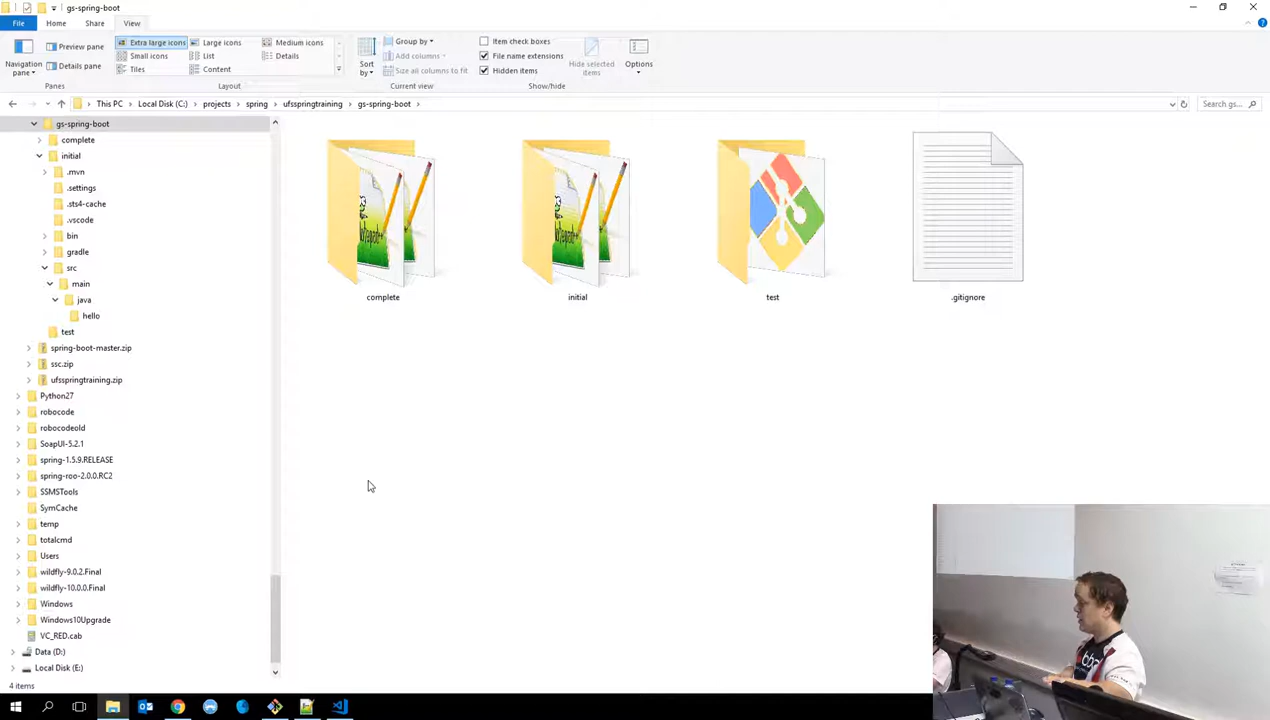 gs-spring-boot
File Home Share View
Navigation pane
Preview pane
Details pane
Panes
Extra large icons Large icons Medium icons
Small icons List Details
Tiles Content
Layout
Sort by
Group by
Add columns
Size all columns to fit
Current view
Item check boxes
File name extensions
Hidden items
Hide selected items
Show/hide
Options
This PC Local Disk (C:) projects spring ufsspringtraining gs-spring-boot
Search gs...
gs-spring-boot
complete
initial
.mvn
.settings
.sts4-cache
.vscode
bin
gradle
src
main
java
hello
test
spring-boot-master.zip
ssc.zip
ufsspringtraining.zip
Python27
robocode
robocodeold
SoapUI-5.2.1
spring-1.5.9.RELEASE
spring-roo-2.0.0.RC2
SSMSTools
SymCache
temp
totalcmd
Users
wildfly-9.0.2.Final
wildfly-10.0.0.Final
Windows
Windows10Upgrade
VC_RED.cab
Data (D:)
Local Disk (E:)
complete initial test .gitignore
4 items